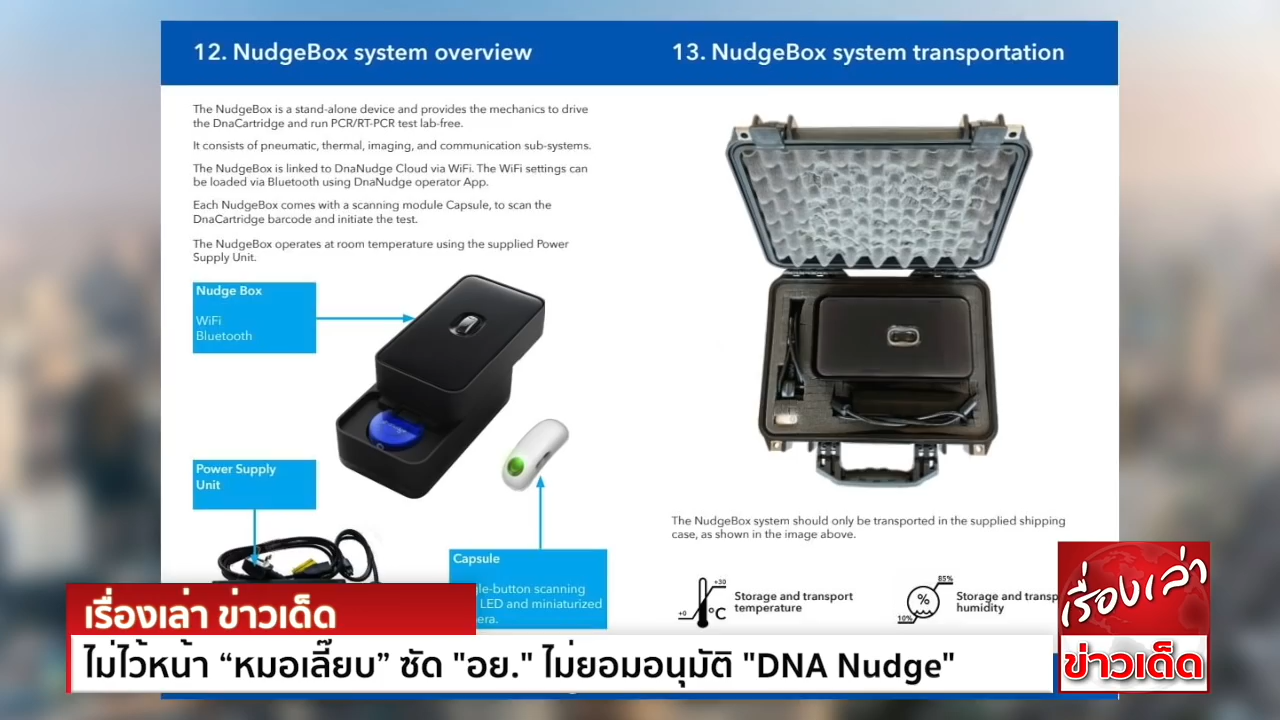 12. NudgeBox system overview
The NudgeBox is a stand-alone device and provides the mechanics to drive
the DnaCartridge and run PCR/RT-PCR test lab-free.
It consists of pneumatic, thermal, imaging, and communication sub-systems.
The NudgeBox is linked to DnaNudge Cloud via WiFi. The WiFi settings can
be loaded via Bluetooth using DnaNudge operator App.
Each NudgeBox comes with a scanning module Capsule, to scan the
DnaCartridge barcode and initiate the test.
The NudgeBox operates at room temperature using the supplied Power
Supply Unit.
Nudge Box
WiFi
Bluetooth
Power Supply
Unit
Capsule
gle-button scanning
LED and miniaturized
era.
13. NudgeBox system transportation
The NudgeBox system should only be transported in the supplied shipping
case, as shown in the image above.
+30
+0
°C
Storage and transport
temperature
85%
%
10%
Storage and transp
humidity
เรื่องเล่า ข่าวเด็ด
ไม่ไว้หน้า “หมอเลี๊ยบ” ซัด "อย." ไม่ยอมอนุมัติ "DNA Nudge"
เรื่องเล่า
ข่าวเด็ด